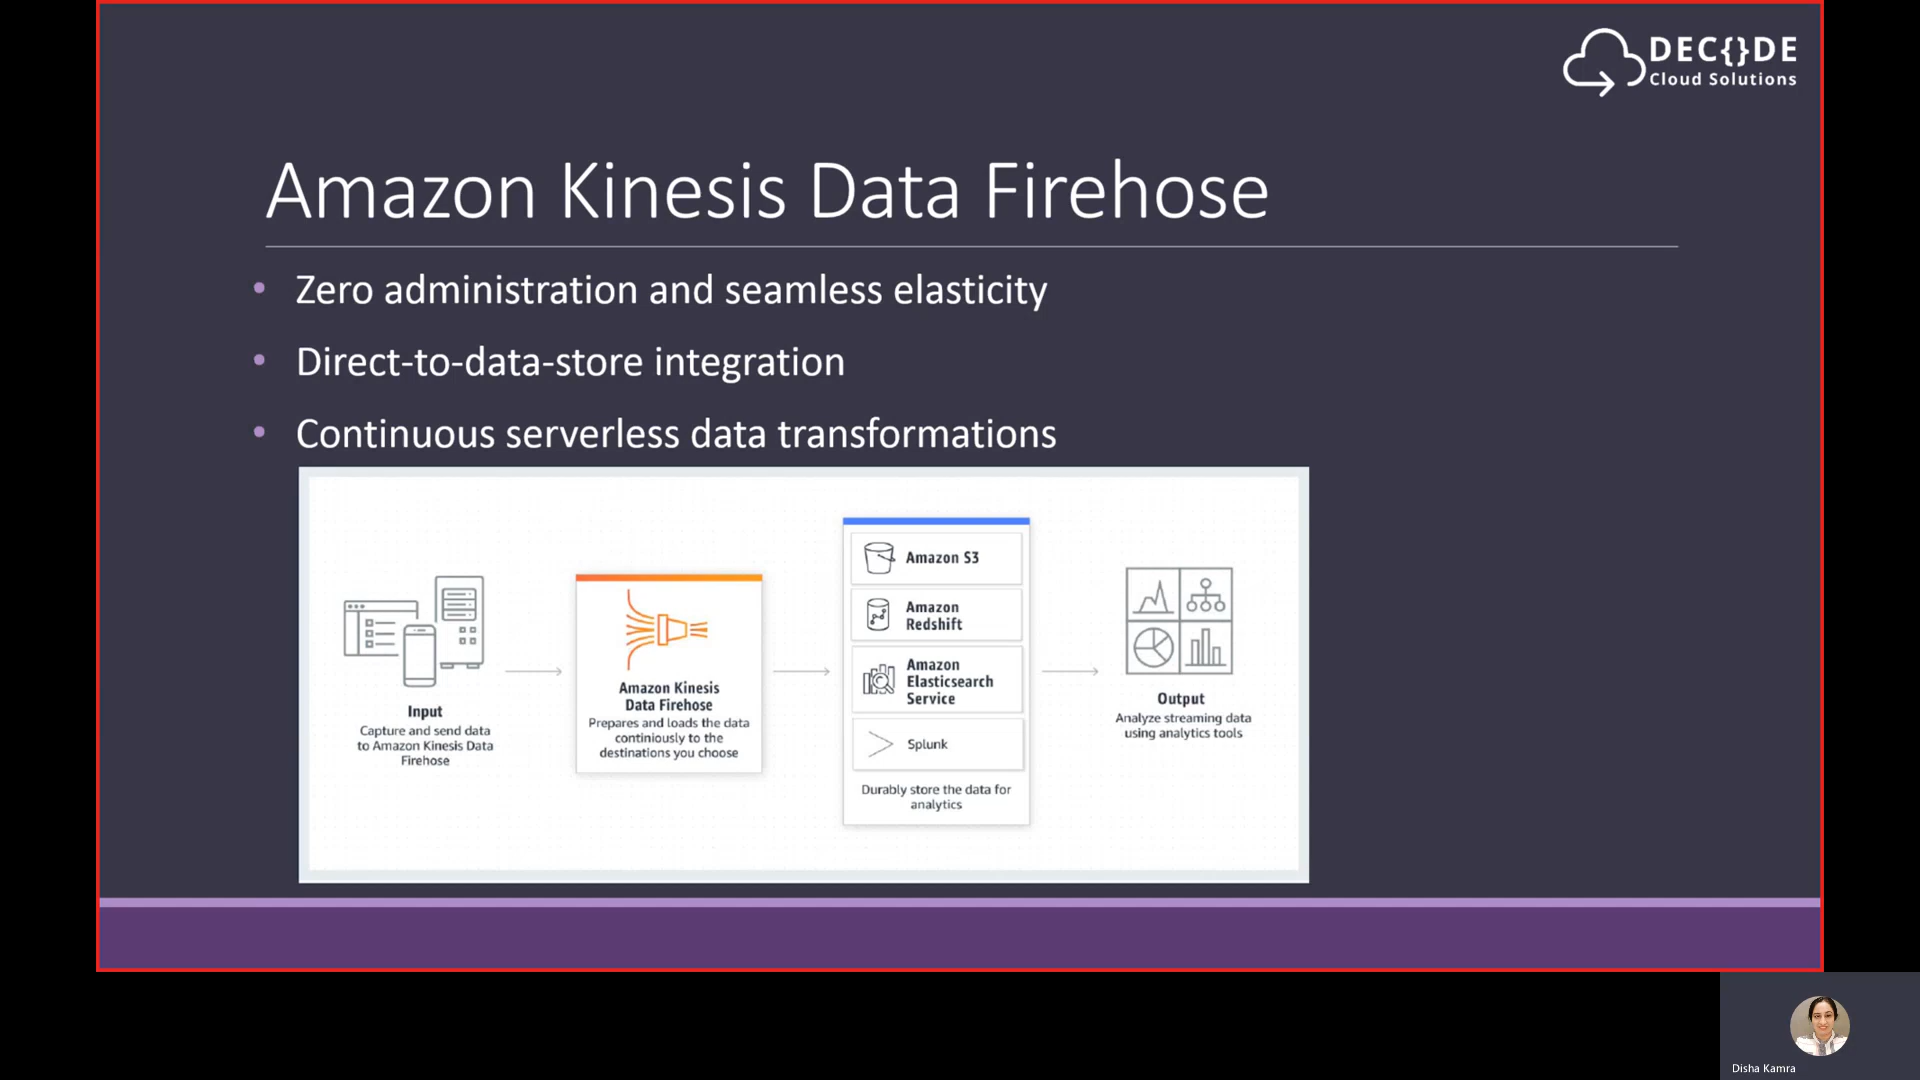 DEC{}DE
Cloud Solutions
Amazon Kinesis Data Firehose
• Zero administration and seamless elasticity
• Direct-to-data-store integration
• Continuous serverless data transformations
Input
Capture and send data
to Amazon Kinesis Data
Firehose
Amazon Kinesis
Data Firehose
Prepares and loads the data
continiously to the
destinations you choose
Amazon S3
Amazon
Redshift
Amazon
Elasticsearch
Service
Splunk
Durably store the data for
analytics
Output
Analyze streaming data
using analytics tools
Disha Kamra